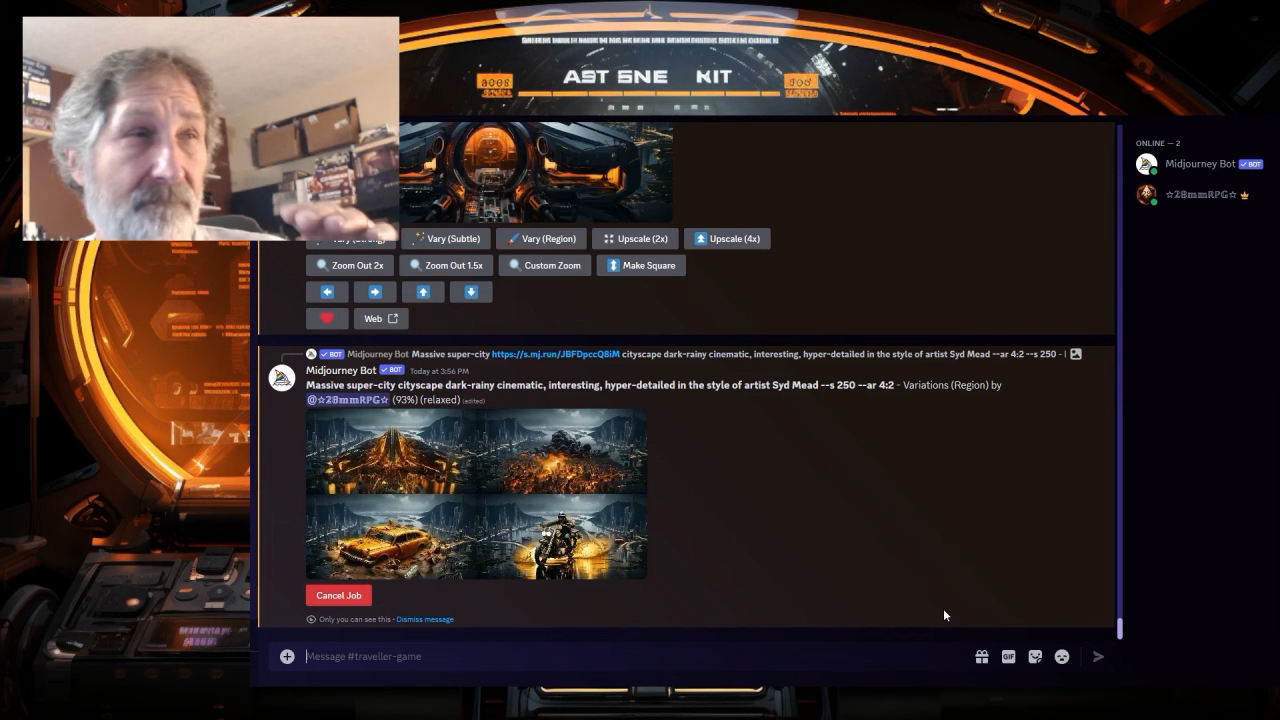 AST SNE KIT
ONLINE — 2
Midjourney Bot BOT
☆28mmRPG☆
Vary (Strong) Vary (Subtle) Vary (Region) Upscale (2x) Upscale (4x)
Zoom Out 2x Zoom Out 1.5x Custom Zoom Make Square
Web
BOT Midjourney Bot Massive super-city https://s.mj.run/JBFDpccQ8iM cityscape dark-rainy cinematic, interesting, hyper-detailed in the style of artist Syd Mead --ar 4:2 --s 250 -
Midjourney Bot BOT Today at 3:56 PM
Massive super-city cityscape dark-rainy cinematic, interesting, hyper-detailed in the style of artist Syd Mead --s 250 --ar 4:2 - Variations (Region) by
@☆28mmRPG☆ (93%) (relaxed) (edited)
Cancel Job
Only you can see this • Dismiss message
Message #traveller-game
GIF